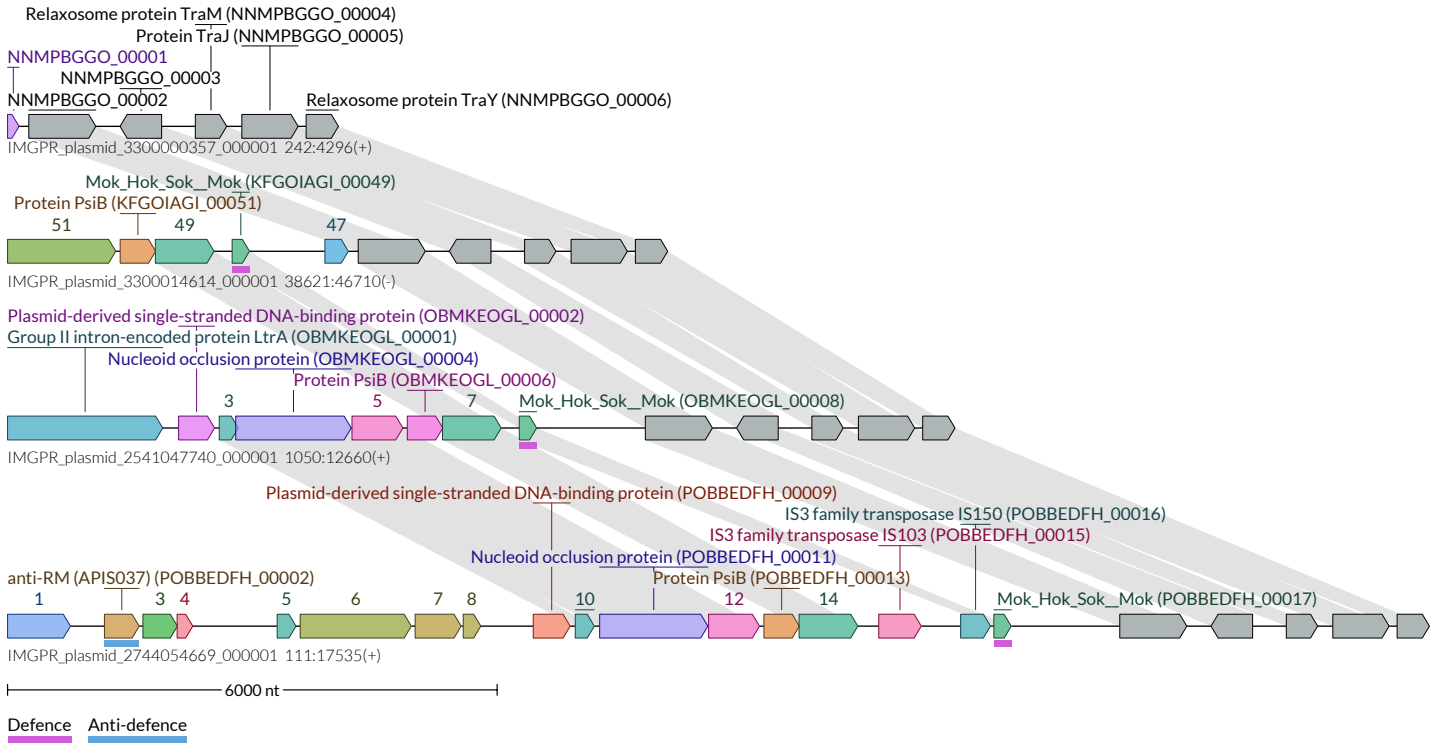 Relaxosome protein TraM (NNMPBGGO_00004)
Protein TraJ (NNMPBGGO_00005)
NNMPBGGO_00001
NNMPBGGO_00003
NNMPBGGO_00002
Relaxosome protein TraY (NNMPBGGO_00006)
IMGPR_plasmid_3300000357_000001 242:4296(+)
Mok_Hok_Sok__Mok (KFGOIAGI_00049)
Protein PsiB (KFGOIAGI_00051)
51 49 47
IMGPR_plasmid_3300014614_000001 38621:46710(-)
Plasmid-derived single-stranded DNA-binding protein (OBMKEOGL_00002)
Group II intron-encoded protein LtrA (OBMKEOGL_00001)
Nucleoid occlusion protein (OBMKEOGL_00004)
Protein PsiB (OBMKEOGL_00006)
3 5 7 Mok_Hok_Sok__Mok (OBMKEOGL_00008)
IMGPR_plasmid_2541047740_000001 1050:12660(+)
Plasmid-derived single-stranded DNA-binding protein (POBBEDFH_00009)
IS3 family transposase IS150 (POBBEDFH_00016)
IS3 family transposase IS103 (POBBEDFH_00015)
Nucleoid occlusion protein (POBBEDFH_00011)
anti-RM (APIS037) (POBBEDFH_00002) Protein PsiB (POBBEDFH_00013)
1 3 4 5 6 7 8 10 12 14 Mok_Hok_Sok__Mok (POBBEDFH_00017)
IMGPR_plasmid_2744054669_000001 111:17535(+)
6000 nt
Defence Anti-defence